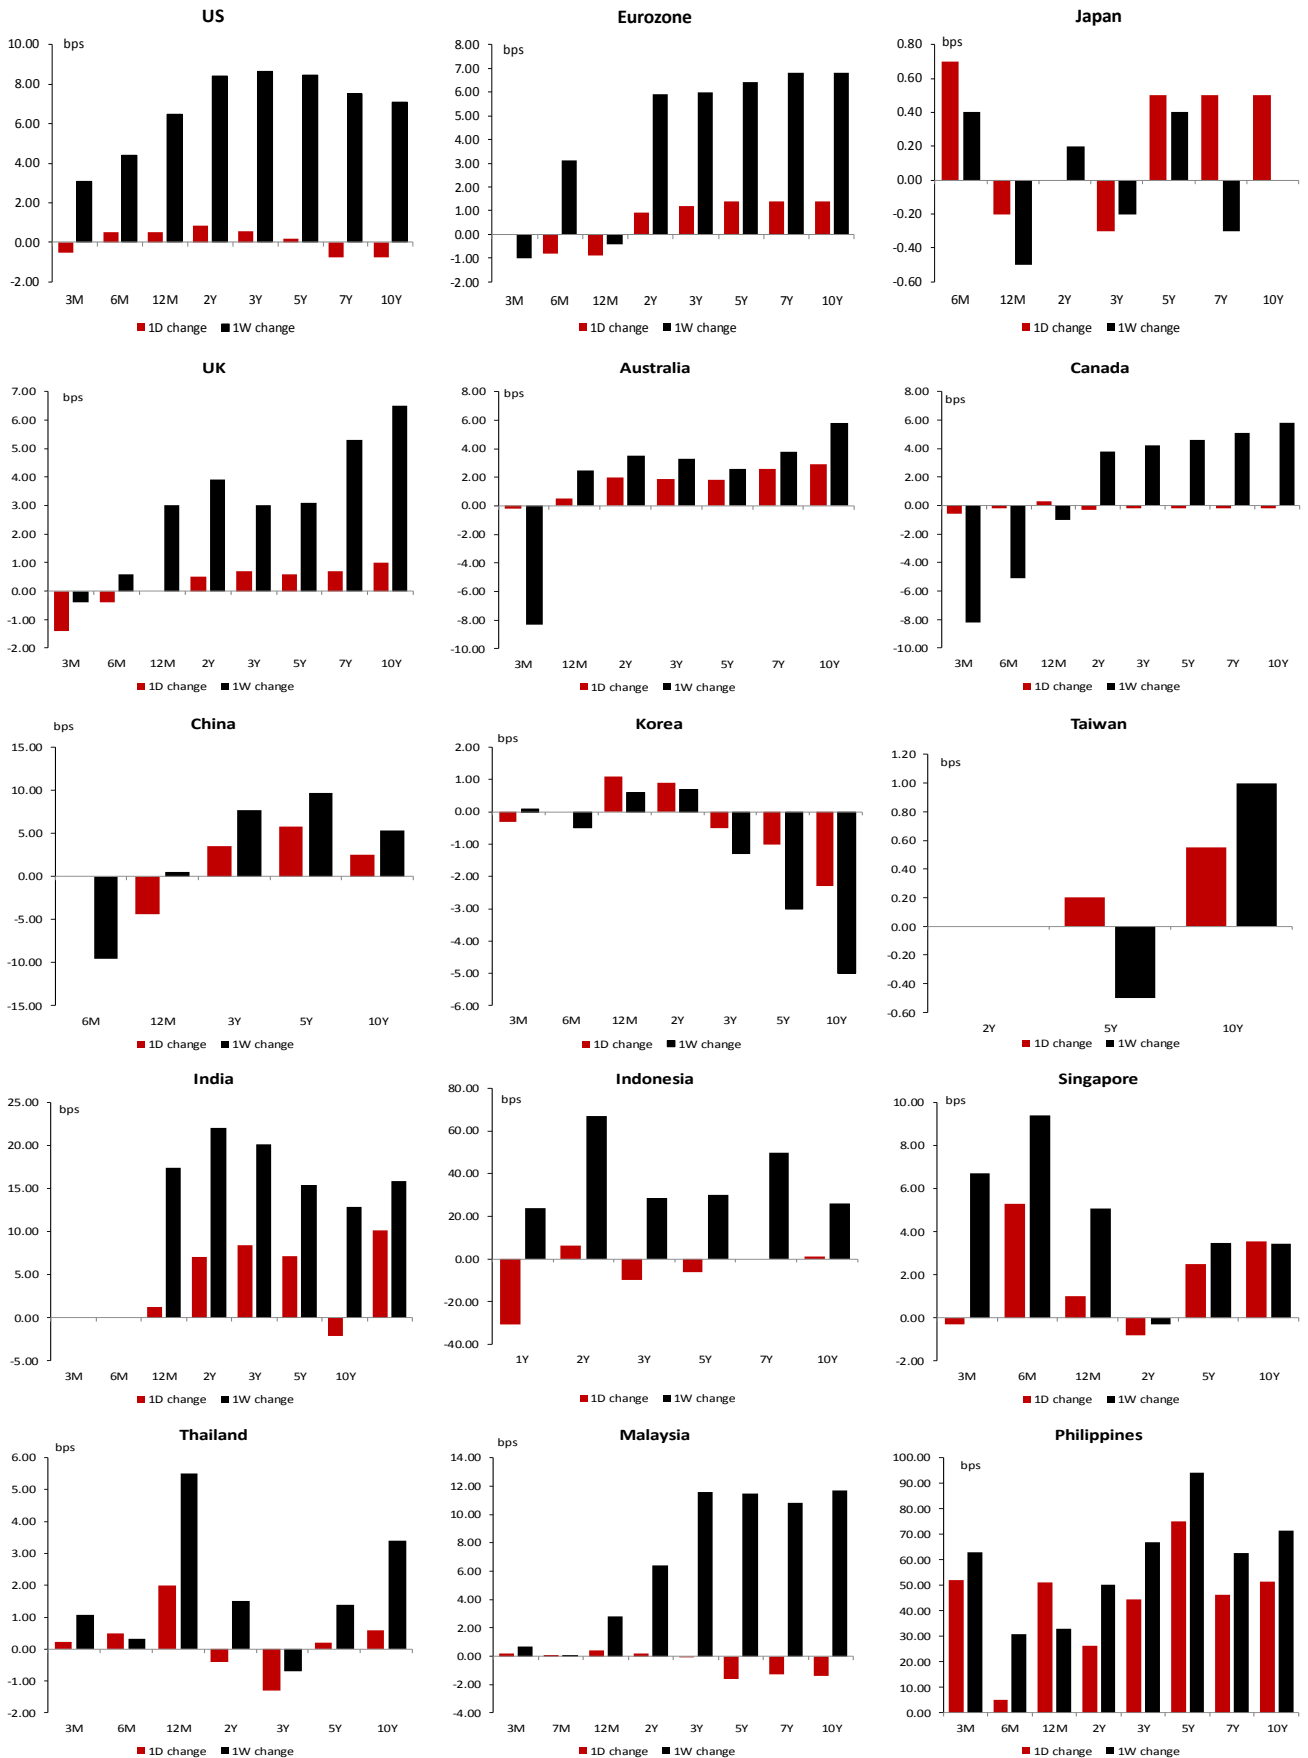 US
bps
10.00
8.00
6.00
4.00
2.00
0.00
-2.00
3M 6M 12M 2Y 3Y 5Y 7Y 10Y
1D change 1W change
Eurozone
bps
8.00
7.00
6.00
5.00
4.00
3.00
2.00
1.00
0.00
-1.00
-2.00
3M 6M 12M 2Y 3Y 5Y 7Y 10Y
1D change 1W change
Japan
bps
0.80
0.60
0.40
0.20
0.00
-0.20
-0.40
-0.60
6M 12M 2Y 3Y 5Y 7Y 10Y
1D change 1W change
UK
bps
7.00
6.00
5.00
4.00
3.00
2.00
1.00
0.00
-1.00
-2.00
3M 6M 12M 2Y 3Y 5Y 7Y 10Y
1D change 1W change
Australia
bps
8.00
6.00
4.00
2.00
0.00
-2.00
-4.00
-6.00
-8.00
-10.00
3M 12M 2Y 3Y 5Y 7Y 10Y
1D change 1W change
Canada
bps
8.00
6.00
4.00
2.00
0.00
-2.00
-4.00
-6.00
-8.00
-10.00
3M 6M 12M 2Y 3Y 5Y 7Y 10Y
1D change 1W change
China
bps
15.00
10.00
5.00
0.00
-5.00
-10.00
-15.00
6M 12M 3Y 5Y 10Y
1D change 1W change
Korea
bps
2.00
1.00
0.00
-1.00
-2.00
-3.00
-4.00
-5.00
-6.00
3M 6M 12M 2Y 3Y 5Y 10Y
1D change 1W change
Taiwan
bps
1.20
1.00
0.80
0.60
0.40
0.20
0.00
-0.20
-0.40
-0.60
2Y 5Y 10Y
1D change 1W change
India
bps
25.00
20.00
15.00
10.00
5.00
0.00
-5.00
3M 6M 12M 2Y 3Y 5Y 10Y
1D change 1W change
Indonesia
bps
80.00
60.00
40.00
20.00
0.00
-20.00
-40.00
1Y 2Y 3Y 5Y 7Y 10Y
1D change 1W change
Singapore
bps
10.00
8.00
6.00
4.00
2.00
0.00
-2.00
3M 6M 12M 2Y 5Y 10Y
1D change 1W change
Thailand
bps
6.00
5.00
4.00
3.00
2.00
1.00
0.00
-1.00
-2.00
3M 6M 12M 2Y 3Y 5Y 10Y
1D change 1W change
Malaysia
bps
14.00
12.00
10.00
8.00
6.00
4.00
2.00
0.00
-2.00
-4.00
3M 7M 12M 2Y 3Y 5Y 7Y 10Y
1D change 1W change
Philippines
bps
100.00
90.00
80.00
70.00
60.00
50.00
40.00
30.00
20.00
10.00
0.00
3M 6M 12M 2Y 3Y 5Y 7Y 10Y
1D change 1W change